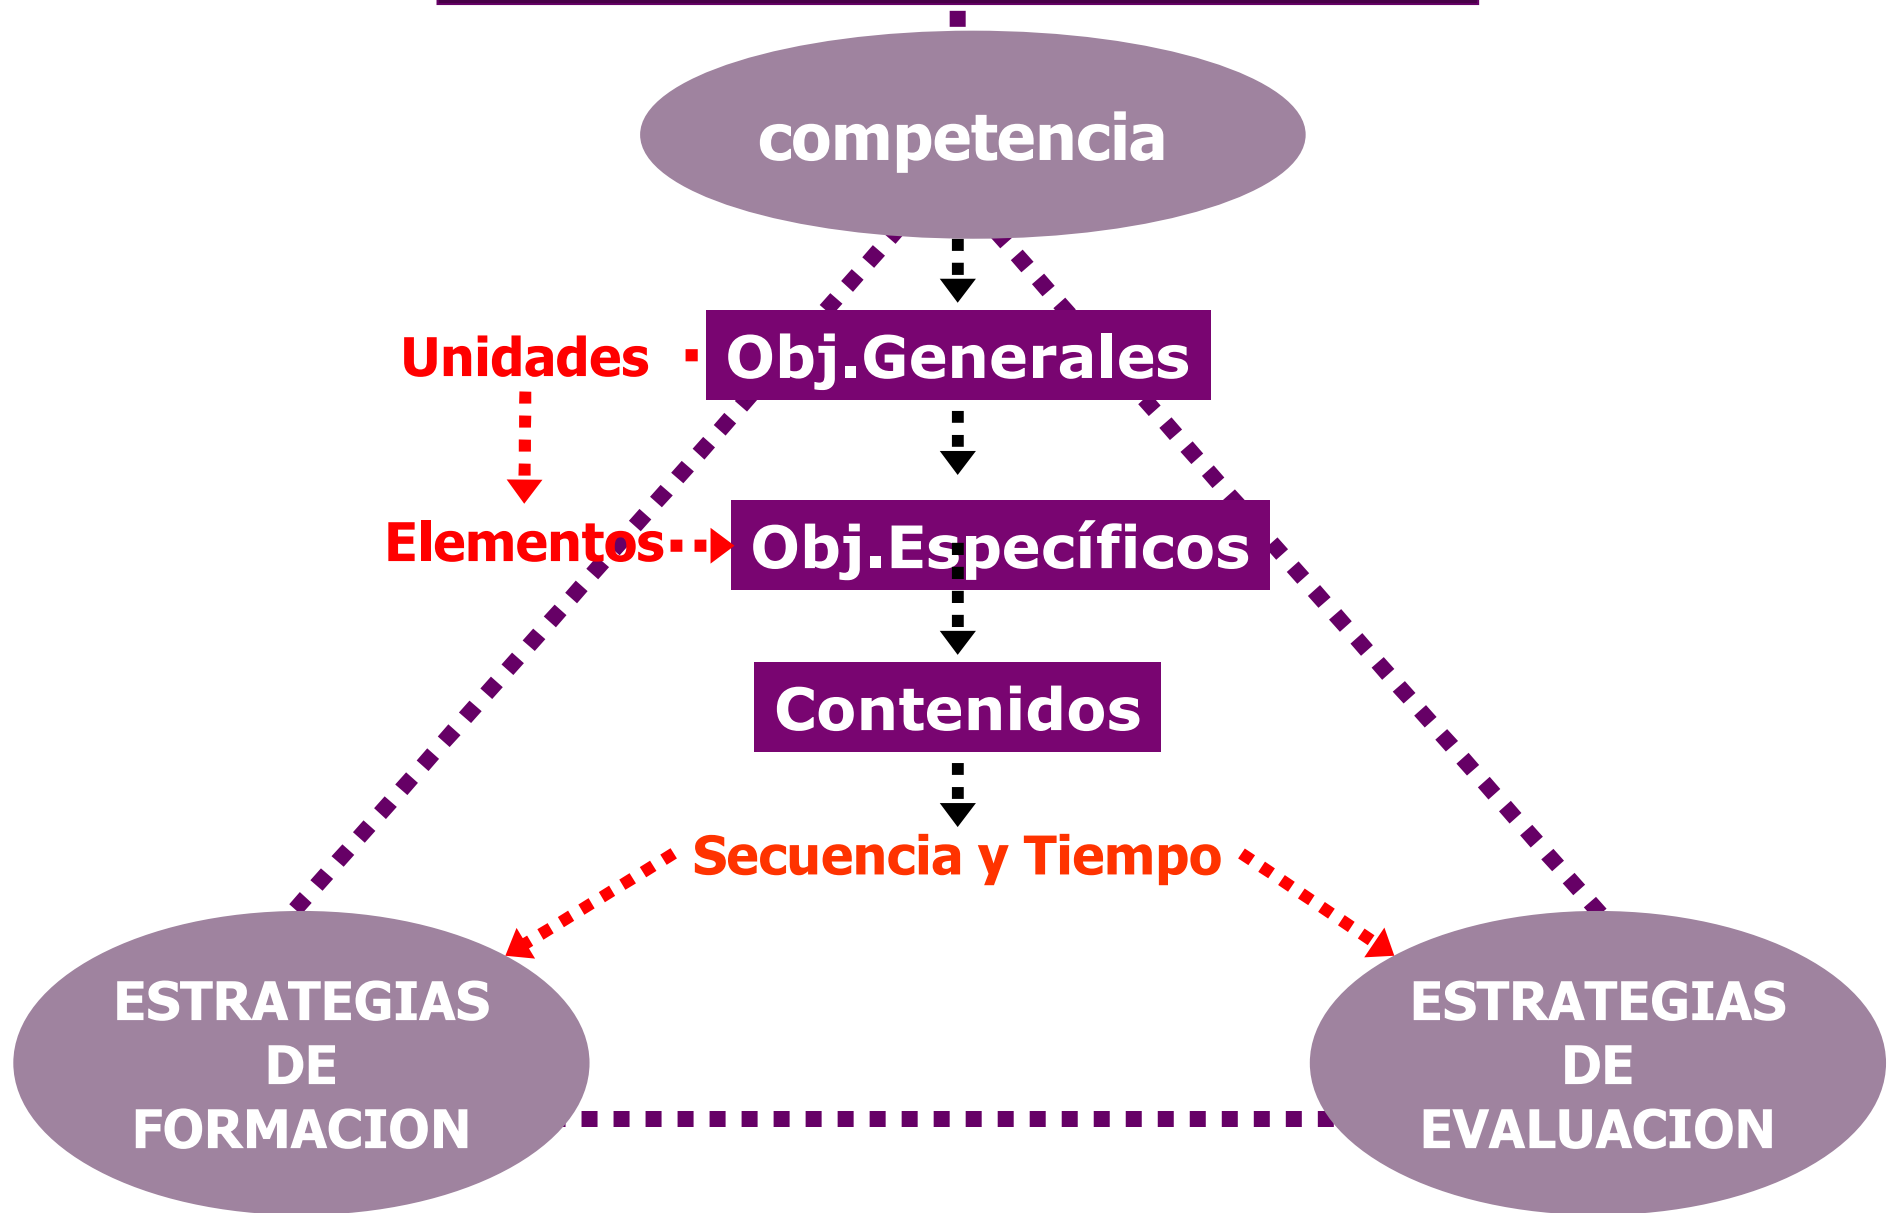 competencia
Unidades
Obj.Generales
Elementos
Obj.Específicos
Contenidos
Secuencia y Tiempo
ESTRATEGIAS
DE
FORMACION
ESTRATEGIAS
DE
EVALUACION